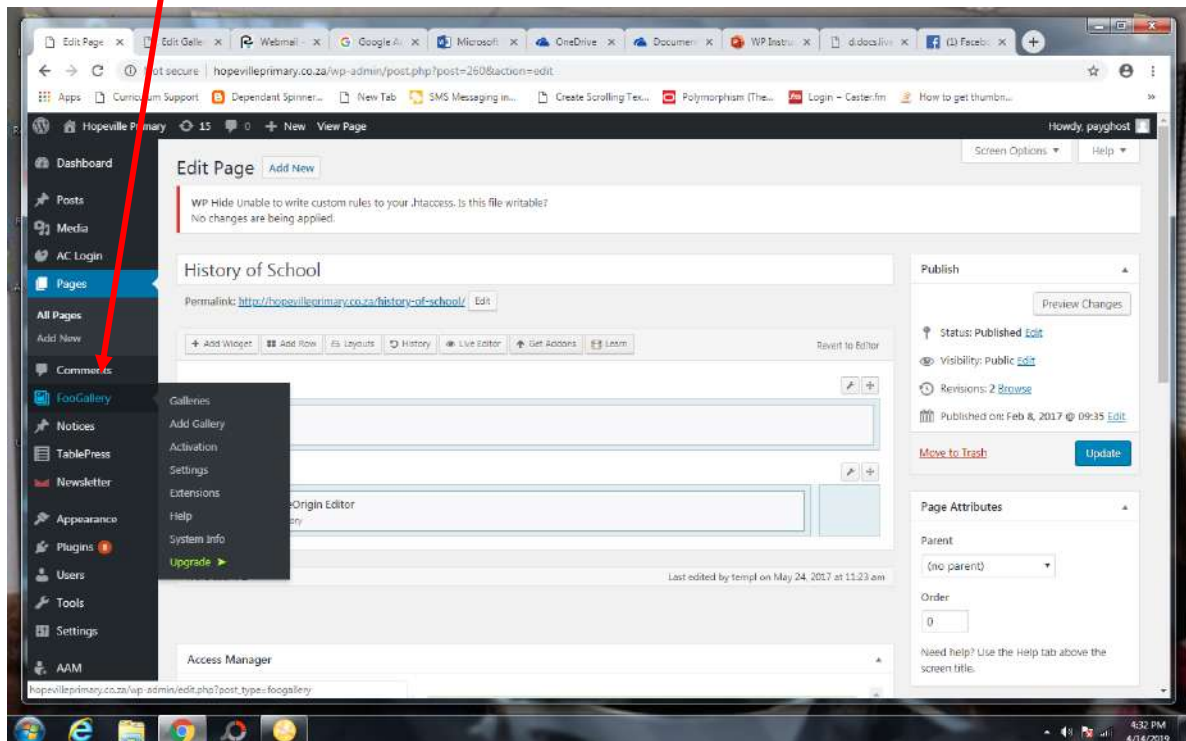 Edit Page
Edit Galle
Webmail -
Google A
Microsoft
OneDrive
Documen
WP Instru
d.docs.liv
(1) Facebo
Not secure | hopevilleprimary.co.za/wp-admin/post.php?post=260&action=edit
Apps Curriculum Support Dependant Spinner... New Tab SMS Messaging in... Create Scrolling Tex... Polymorphism (The... Login – Caster.fm How to get thumbn...
Hopeville Primary 15 0 + New View Page Howdy, payghost
Screen Options ▼ Help ▼
Dashboard
Posts
Media
AC Login
Pages
All Pages
Add New
Comments
FooGallery
Notices
TablePress
Newsletter
Appearance
Plugins
Users
Tools
Settings
AAM
Galleries
Add Gallery
Activation
Settings
Extensions
Help
System Info
Upgrade ➤
Edit Page Add New
WP Hide Unable to write custom rules to your .htaccess. Is this file writable?
No changes are being applied.
History of School
Permalink: http://hopevilleprimary.co.za/history-of-school/ Edit
+ Add Widget Add Row Layouts History Live Editor Get Addons Learn Revert to Editor
eOrigin Editor
ory
Last edited by templ on May 24, 2017 at 11:23 am
Access Manager
Publish
Preview Changes
Status: Published Edit
Visibility: Public Edit
Revisions: 2 Browse
Published on: Feb 8, 2017 @ 09:35 Edit
Move to Trash Update
Page Attributes
Parent
(no parent)
Order
0
Need help? Use the Help tab above the
screen title.
hopevilleprimary.co.za/wp-admin/edit.php?post_type=foogallery
4:32 PM
4/14/2019